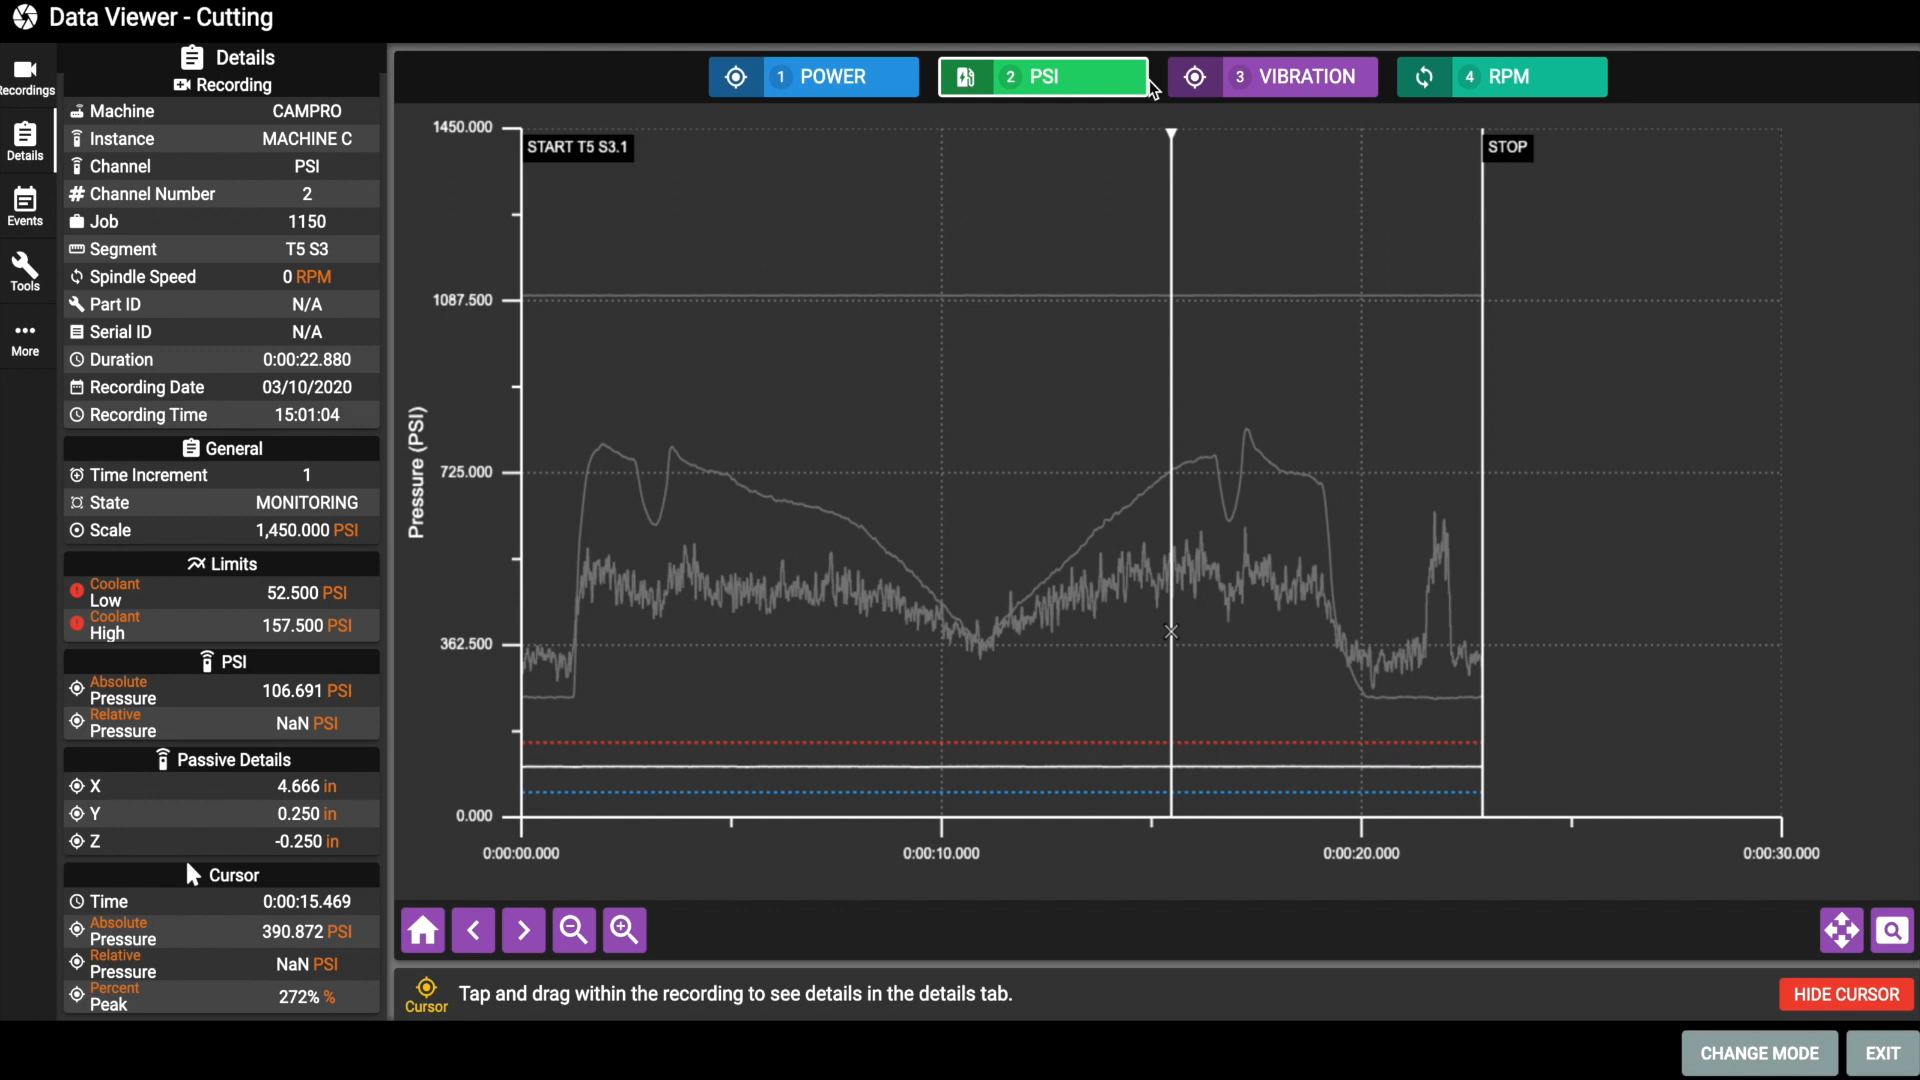 Data Viewer - Cutting
Recordings
Details
Events
Tools
More
Details
Recording
Machine CAMPRO
Instance MACHINE C
Channel PSI
# Channel Number 2
Job 1150
Segment T5 S3
Spindle Speed 0 RPM
Part ID N/A
Serial ID N/A
Duration 0:00:22.880
Recording Date 03/10/2020
Recording Time 15:01:04
General
Time Increment 1
State MONITORING
Scale 1,450.000 PSI
Limits
Coolant
Low 52.500 PSI
Coolant
High 157.500 PSI
PSI
Absolute
Pressure 106.691 PSI
Relative
Pressure NaN PSI
Passive Details
X 4.666 in
Y 0.250 in
Z -0.250 in
Cursor
Time 0:00:15.469
Absolute
Pressure 390.872 PSI
Relative
Pressure NaN PSI
Percent
Peak 272% %
1 POWER
2 PSI
3 VIBRATION
4 RPM
START T5 S3.1
STOP
Pressure (PSI)
1450.000
1087.500
725.000
362.500
0.000
0:00:00.000
0:00:10.000
0:00:20.000
0:00:30.000
Cursor
Tap and drag within the recording to see details in the details tab.
HIDE CURSOR
CHANGE MODE
EXIT